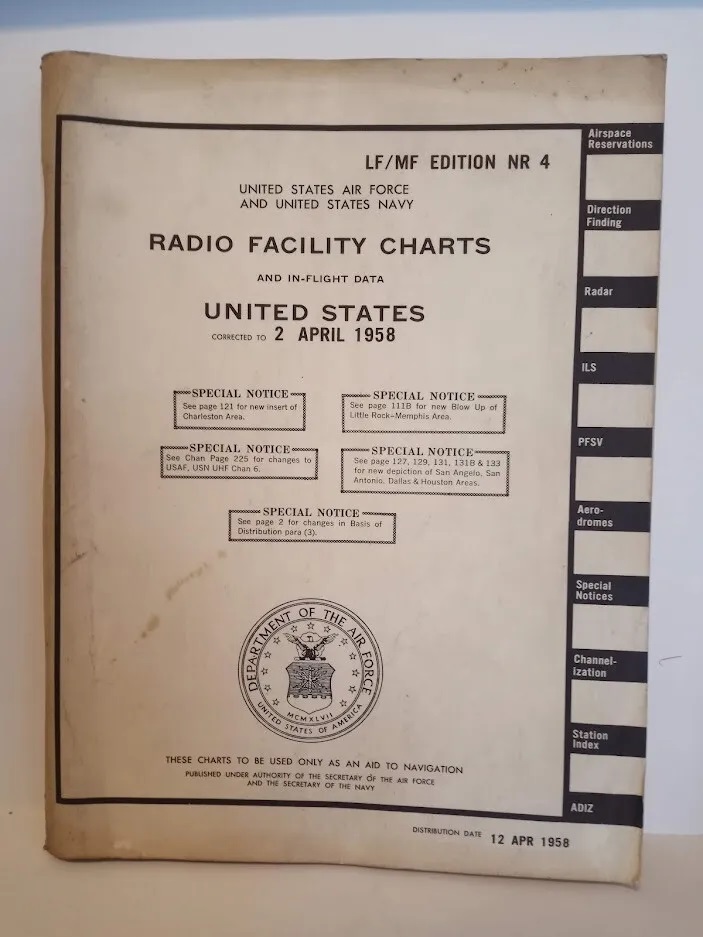 LF/MF EDITION NR 4
UNITED STATES AIR FORCE
AND UNITED STATES NAVY
RADIO FACILITY CHARTS
AND IN-FLIGHT DATA
UNITED STATES
CORRECTED TO 2 APRIL 1958
SPECIAL NOTICE
See page 121 for new insert of
Charleston Area.
SPECIAL NOTICE
See page 111B for new Blow Up of
Little Rock-Memphis Area.
SPECIAL NOTICE
See Chan Page 225 for changes to
USAF, USN UHF Chan 6.
SPECIAL NOTICE
See page 127, 129, 131, 131B & 133
for new depiction of San Angelo, San
Antonio, Dallas & Houston Areas.
SPECIAL NOTICE
See page 2 for changes in Basis of
Distribution para (3).
DEPARTMENT OF THE AIR FORCE
MCMXLVII
UNITED STATES OF AMERICA
THESE CHARTS TO BE USED ONLY AS AN AID TO NAVIGATION
PUBLISHED UNDER AUTHORITY OF THE SECRETARY OF THE AIR FORCE
AND THE SECRETARY OF THE NAVY
DISTRIBUTION DATE 12 APR 1958
Airspace
Reservations
Direction
Finding
Radar
ILS
PFSV
Aero-
dromes
Special
Notices
Channel-
ization
Station
Index
ADIZ